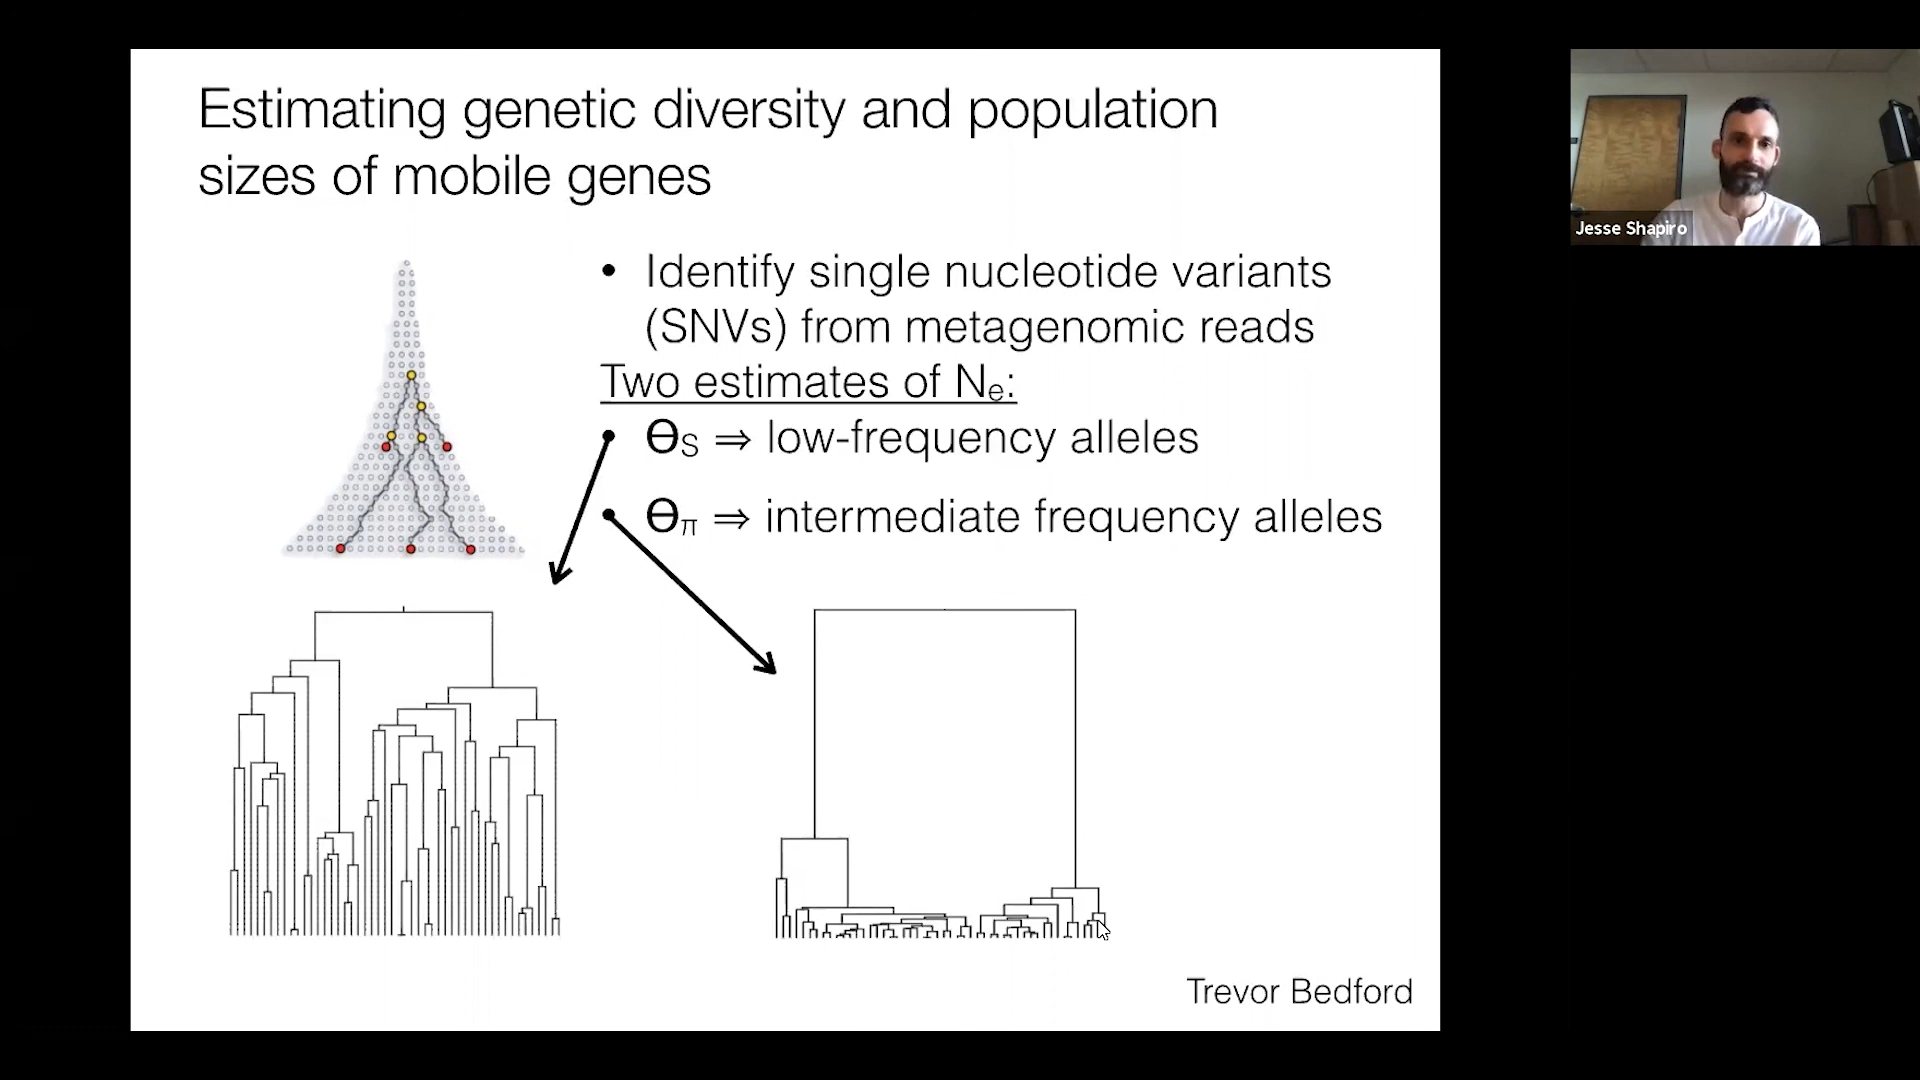 Estimating genetic diversity and population
sizes of mobile genes
• Identify single nucleotide variants
(SNVs) from metagenomic reads
Two estimates of Ne:
• ϴS ⇒ low-frequency alleles
• ϴπ ⇒ intermediate frequency alleles
Trevor Bedford
Jesse Shapiro